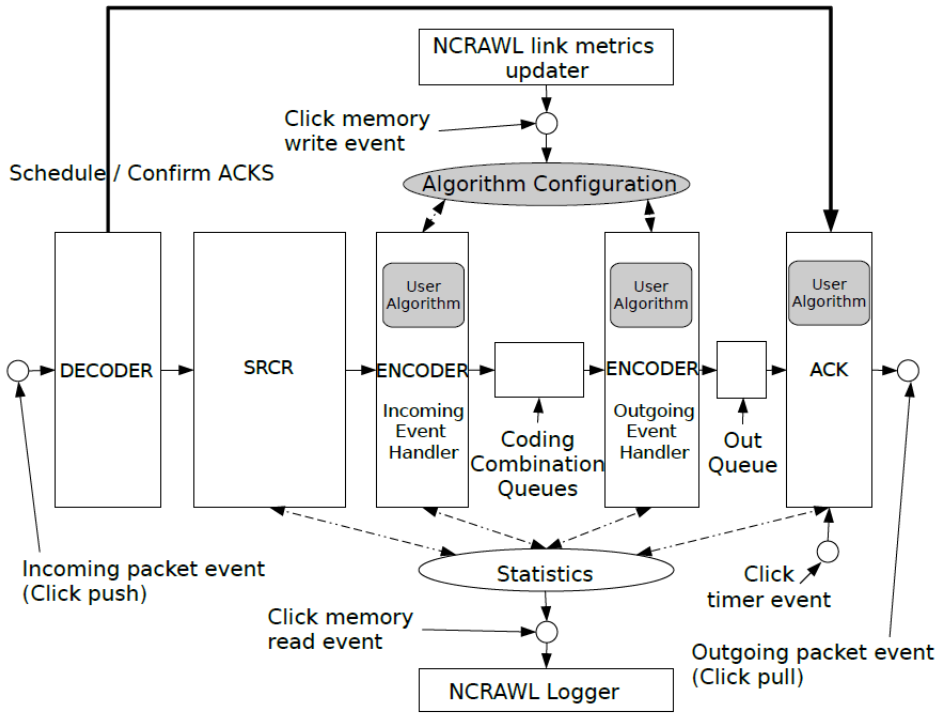 NCRAWL link metrics
updater
Click memory
write event
Schedule / Confirm ACKS
Algorithm Configuration
User
Algorithm
User
Algorithm
User
Algorithm
DECODER
SRCR
ENCODER
Incoming
Event
Handler
Coding
Combination
Queues
ENCODER
Outgoing
Event
Handler
Out
Queue
ACK
Incoming packet event
(Click push)
Statistics
Click
timer event
Click memory
read event
Outgoing packet event
(Click pull)
NCRAWL Logger